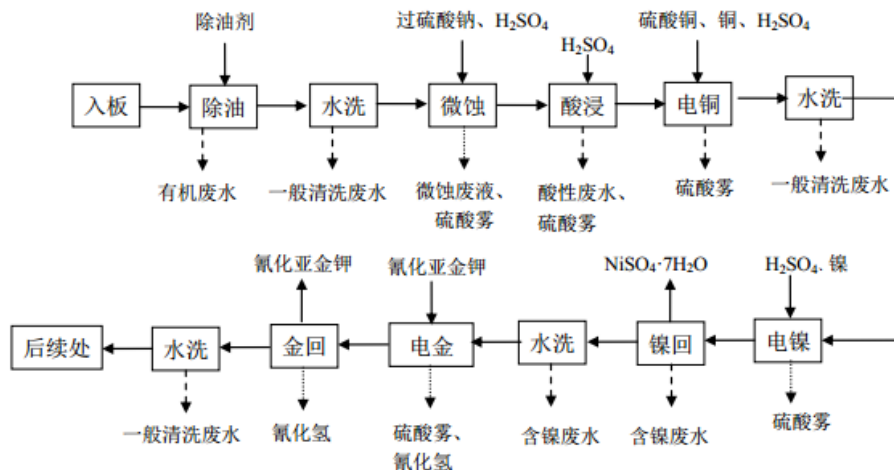 除油剂
过硫酸钠、H2SO4
H2SO4
硫酸铜、铜、H2SO4
入板
除油
水洗
微蚀
酸浸
电铜
水洗
有机废水
一般清洗废水
微蚀废液、
硫酸雾
酸性废水、
硫酸雾
硫酸雾
一般清洗废水
氰化亚金钾
氰化亚金钾
NiSO4·7H2O
H2SO4. 镍
后续处
水洗
金回
电金
水洗
镍回
电镍
一般清洗废水
氰化氢
硫酸雾、
氰化氢
含镍废水
含镍废水
硫酸雾